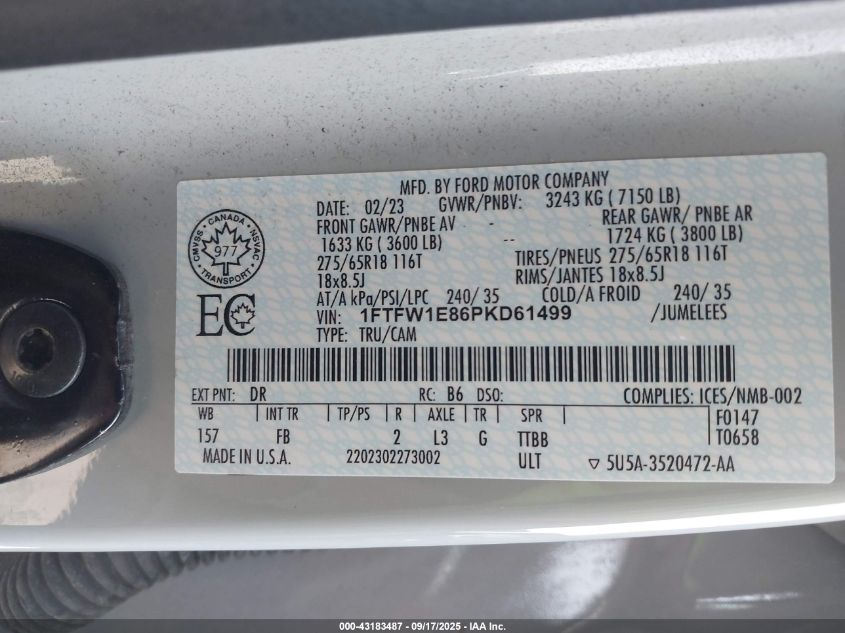 MFD. BY FORD MOTOR COMPANY
DATE: 02/23 GVWR/PNBV: 3243 KG ( 7150 LB)
FRONT GAWR/PNBE AV - - REAR GAWR/ PNBE AR
1633 KG ( 3600 LB) -- 1724 KG ( 3800 LB)
275/65R18 116T TIRES/PNEUS 275/65R18 116T
18x8.5J RIMS/JANTES 18x8.5J
AT/A kPa/PSI/LPC 240/ 35 COLD/A FROID 240/ 35
VIN: 1FTFW1E86PKD61499 /JUMELEES
TYPE: TRU/CAM
CMVSS · CANADA · NSVAC
977
TRANSPORT
EC
EXT PNT: DR RC: B6 DSO: COMPLIES: ICES/NMB-002
WB INT TR TP/PS R AXLE TR SPR F0147
157 FB 2 L3 G TTBB T0658
MADE IN U.S.A. 2202302273002 ULT 5U5A-3520472-AA
000-43183487 - 09/17/2025 - IAA Inc.